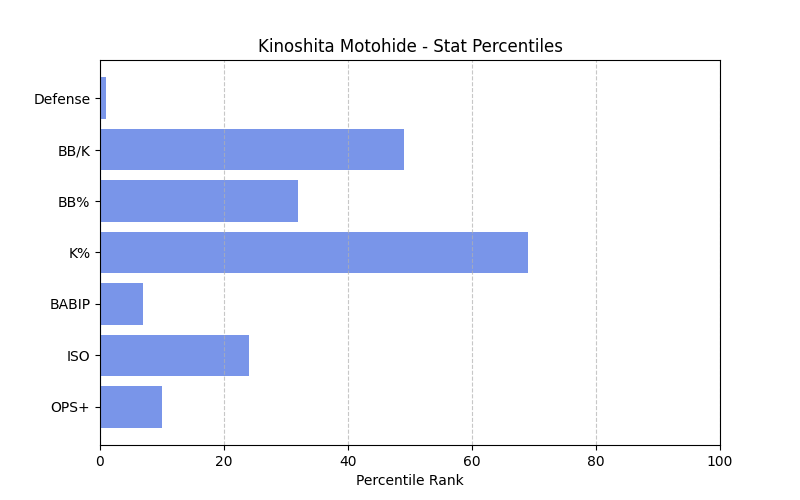 Kinoshita Motohide - Stat Percentiles
Defense
BB/K
BB%
K%
BABIP
ISO
OPS+
0 20 40 60 80 100
Percentile Rank